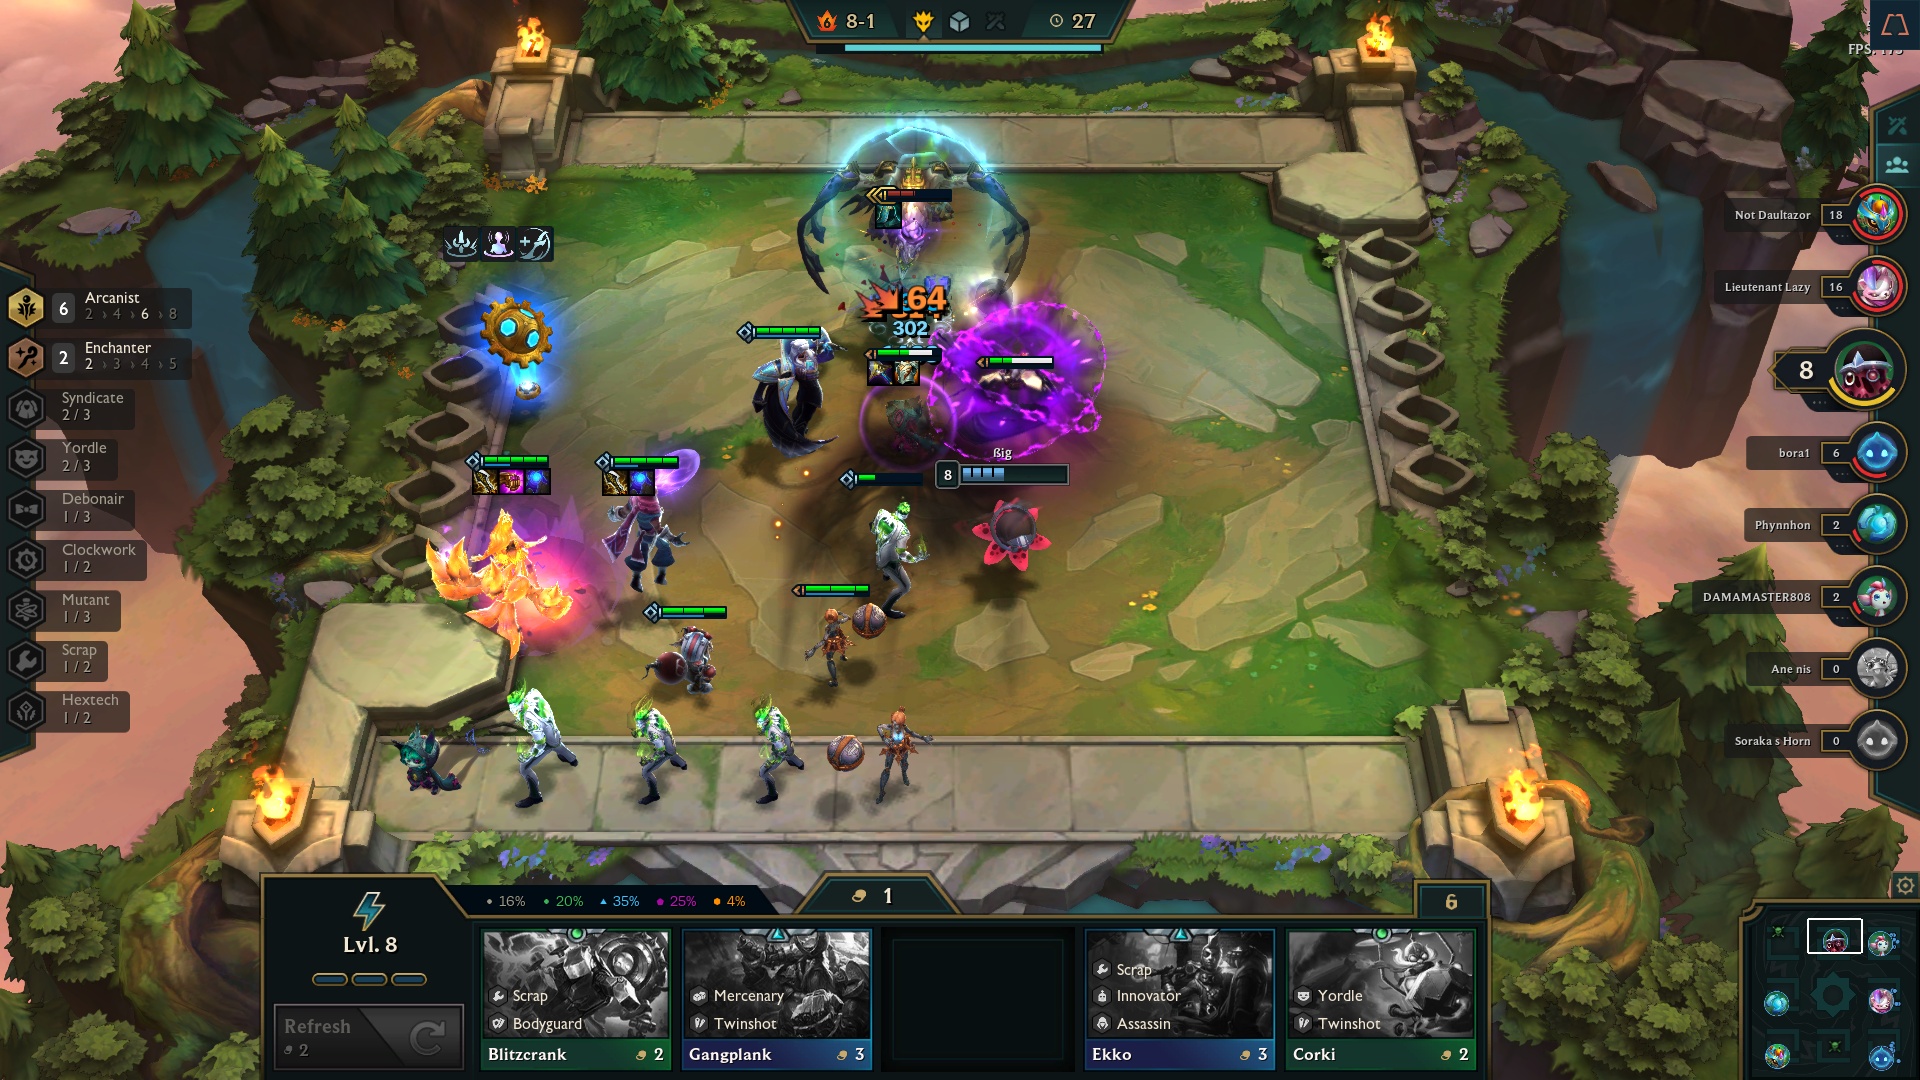 8-1
27
Not Daultazor
18
Lieutenant Lazy
16
8
bora1
6
Phynnhon
2
DAMAMASTER808
2
Ane nis
0
Soraka s Horn
0
6
Arcanist
2 › 4 › 6 › 8
2
Enchanter
2 › 3 › 4 › 5
Syndicate
2 / 3
Yordle
2 / 3
Debonair
1 / 3
Clockwork
1 / 2
Mutant
1 / 3
Scrap
1 / 2
Hextech
1 / 2
64
302
ßig
8
16%
20%
35%
25%
4%
1
6
Lvl. 8
Refresh
2
Scrap
Bodyguard
Blitzcrank
2
Mercenary
Twinshot
Gangplank
3
Scrap
Innovator
Assassin
Ekko
3
Yordle
Twinshot
Corki
2